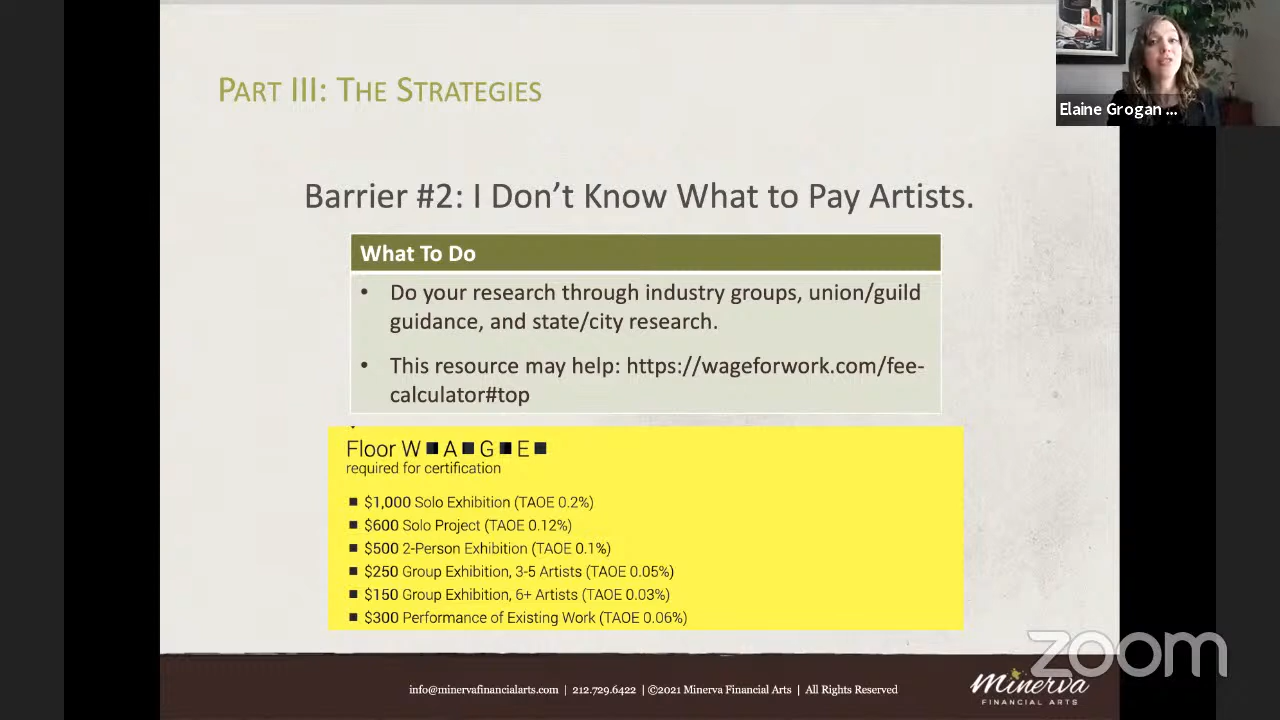 Elaine Grogan ...
PART III: THE STRATEGIES
Barrier #2: I Don’t Know What to Pay Artists.
What To Do
• Do your research through industry groups, union/guild
guidance, and state/city research.
• This resource may help: https://wageforwork.com/fee-
calculator#top
Floor W■A■G■E■
required for certification
■ $1,000 Solo Exhibition (TAOE 0.2%)
■ $600 Solo Project (TAOE 0.12%)
■ $500 2-Person Exhibition (TAOE 0.1%)
■ $250 Group Exhibition, 3-5 Artists (TAOE 0.05%)
■ $150 Group Exhibition, 6+ Artists (TAOE 0.03%)
■ $300 Performance of Existing Work (TAOE 0.06%)
zoom
info@minervafinancialarts.com | 212.729.6422 | ©2021 Minerva Financial Arts | All Rights Reserved
Minerva
FINANCIAL ARTS